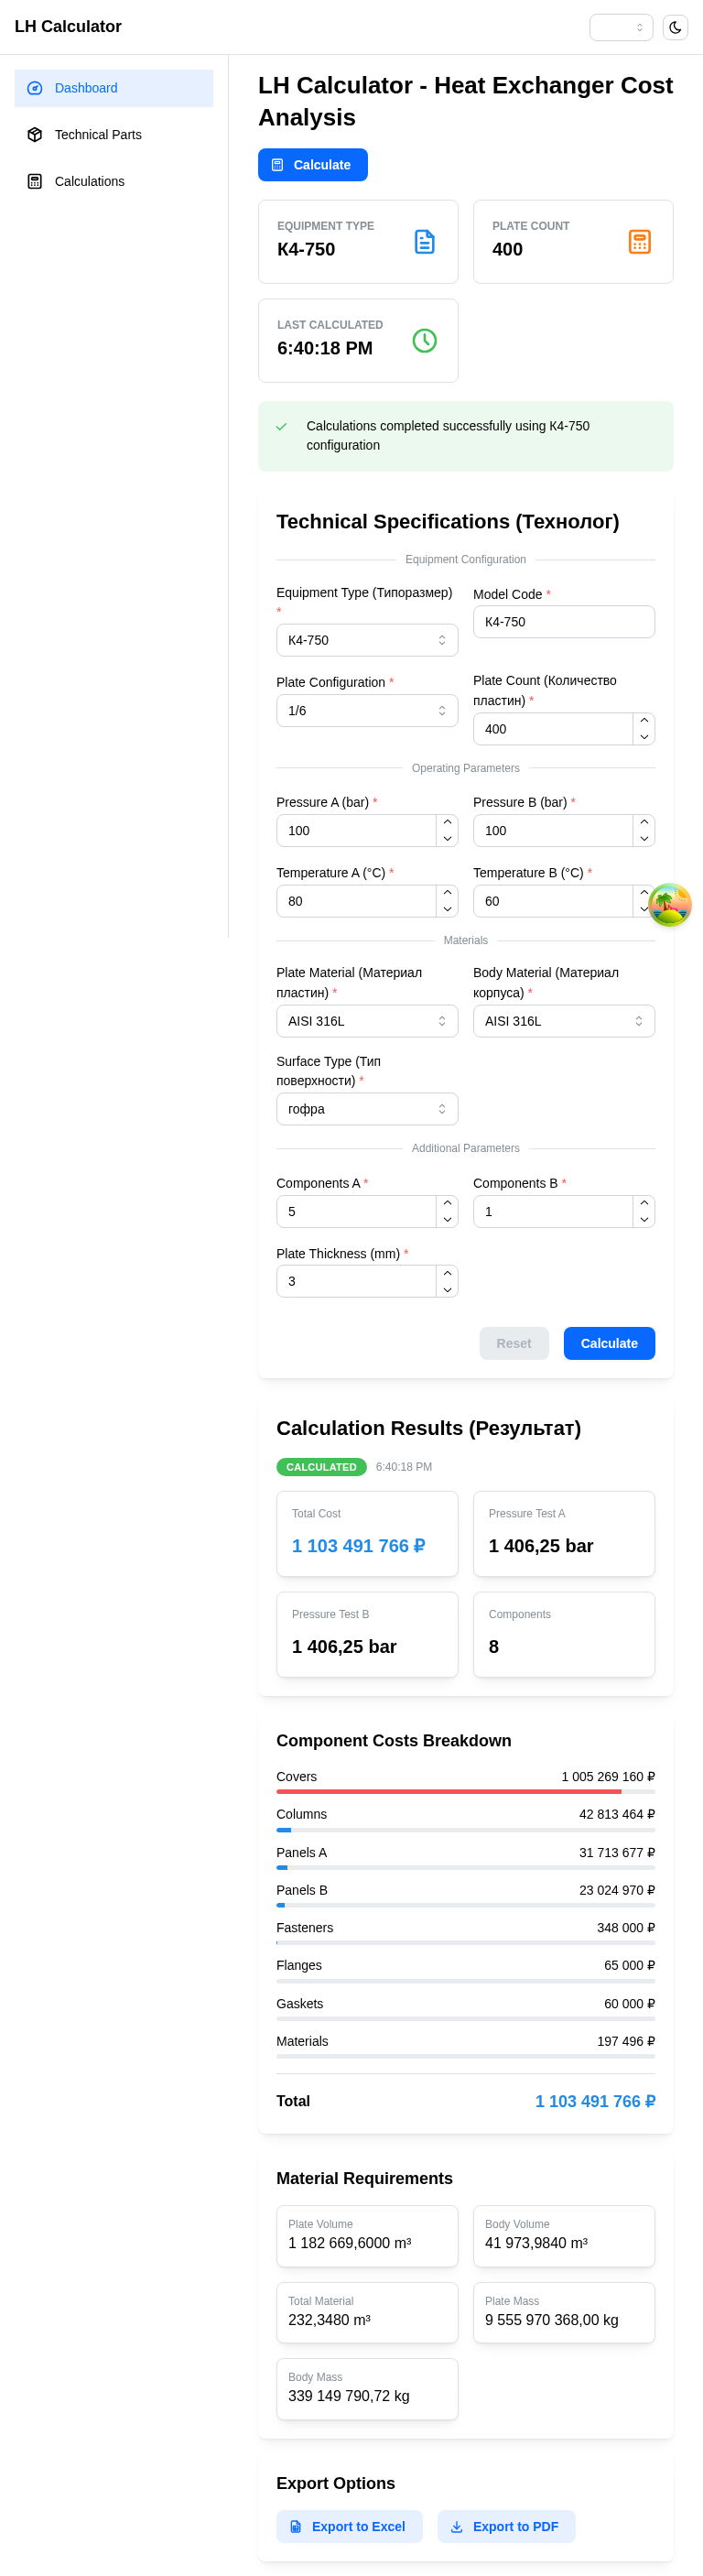 LH Calculator
Dashboard
Technical Parts
Calculations
LH Calculator - Heat Exchanger Cost
Analysis
Calculate
EQUIPMENT TYPE
К4-750
PLATE COUNT
400
LAST CALCULATED
6:40:18 PM
Calculations completed successfully using К4-750
configuration
Technical Specifications (Технолог)
Equipment Configuration
Equipment Type (Типоразмер)
*
К4-750
Model Code *
К4-750
Plate Configuration *
1/6
Plate Count (Количество
пластин) *
400
Operating Parameters
Pressure A (bar) *
100
Pressure B (bar) *
100
Temperature A (°C) *
80
Temperature B (°C) *
60
Materials
Plate Material (Материал
пластин) *
AISI 316L
Body Material (Материал
корпуса) *
AISI 316L
Surface Type (Тип
поверхности) *
гофра
Additional Parameters
Components A *
5
Components B *
1
Plate Thickness (mm) *
3
Reset
Calculate
Calculation Results (Результат)
CALCULATED 6:40:18 PM
Total Cost
1 103 491 766 ₽
Pressure Test A
1 406,25 bar
Pressure Test B
1 406,25 bar
Components
8
Component Costs Breakdown
Covers 1 005 269 160 ₽
Columns 42 813 464 ₽
Panels A 31 713 677 ₽
Panels B 23 024 970 ₽
Fasteners 348 000 ₽
Flanges 65 000 ₽
Gaskets 60 000 ₽
Materials 197 496 ₽
Total 1 103 491 766 ₽
Material Requirements
Plate Volume
1 182 669,6000 m³
Body Volume
41 973,9840 m³
Total Material
232,3480 m³
Plate Mass
9 555 970 368,00 kg
Body Mass
339 149 790,72 kg
Export Options
Export to Excel
Export to PDF